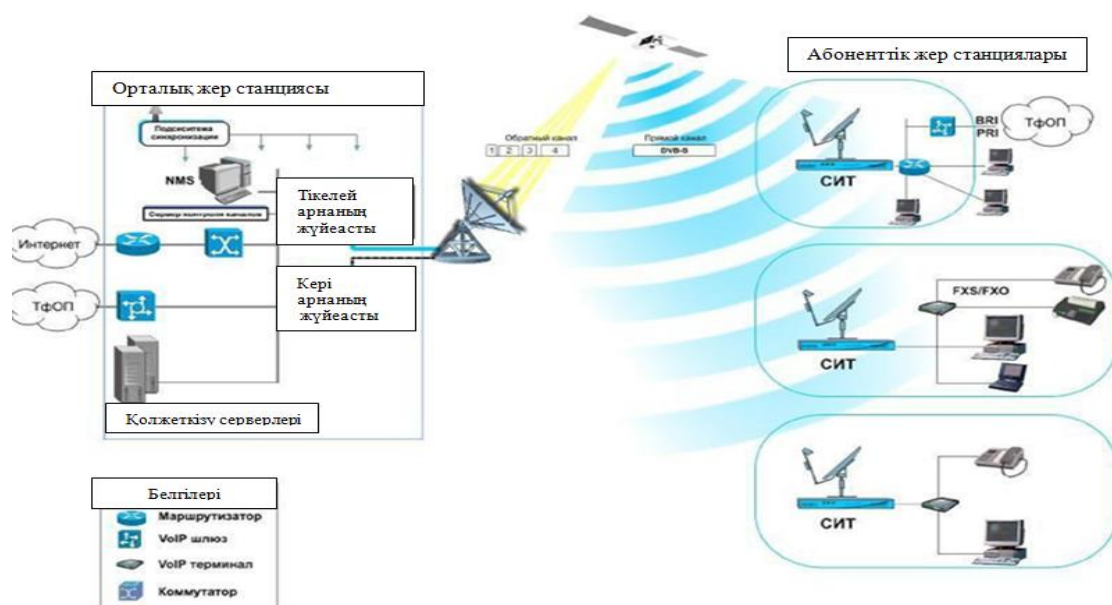 Орталық жер станциясы
Подсистема
синхронизации
NMS
Сервер контроля каналов
Тікелей
арнаның
жүйеасты
Интернет
Кері
арнаның
жүйеасты
ТфОП
Қолжеткізу серверлері
Обратный канал
1 2 3 4
Прямой канал
DVB-S
Абоненттік жер станциялары
BRI
PRI
ТфОП
СИТ
FXS/FXO
СИТ
СИТ
Белгілері
Маршрутизатор
VoIP шлюз
VoIP терминал
Коммутатор